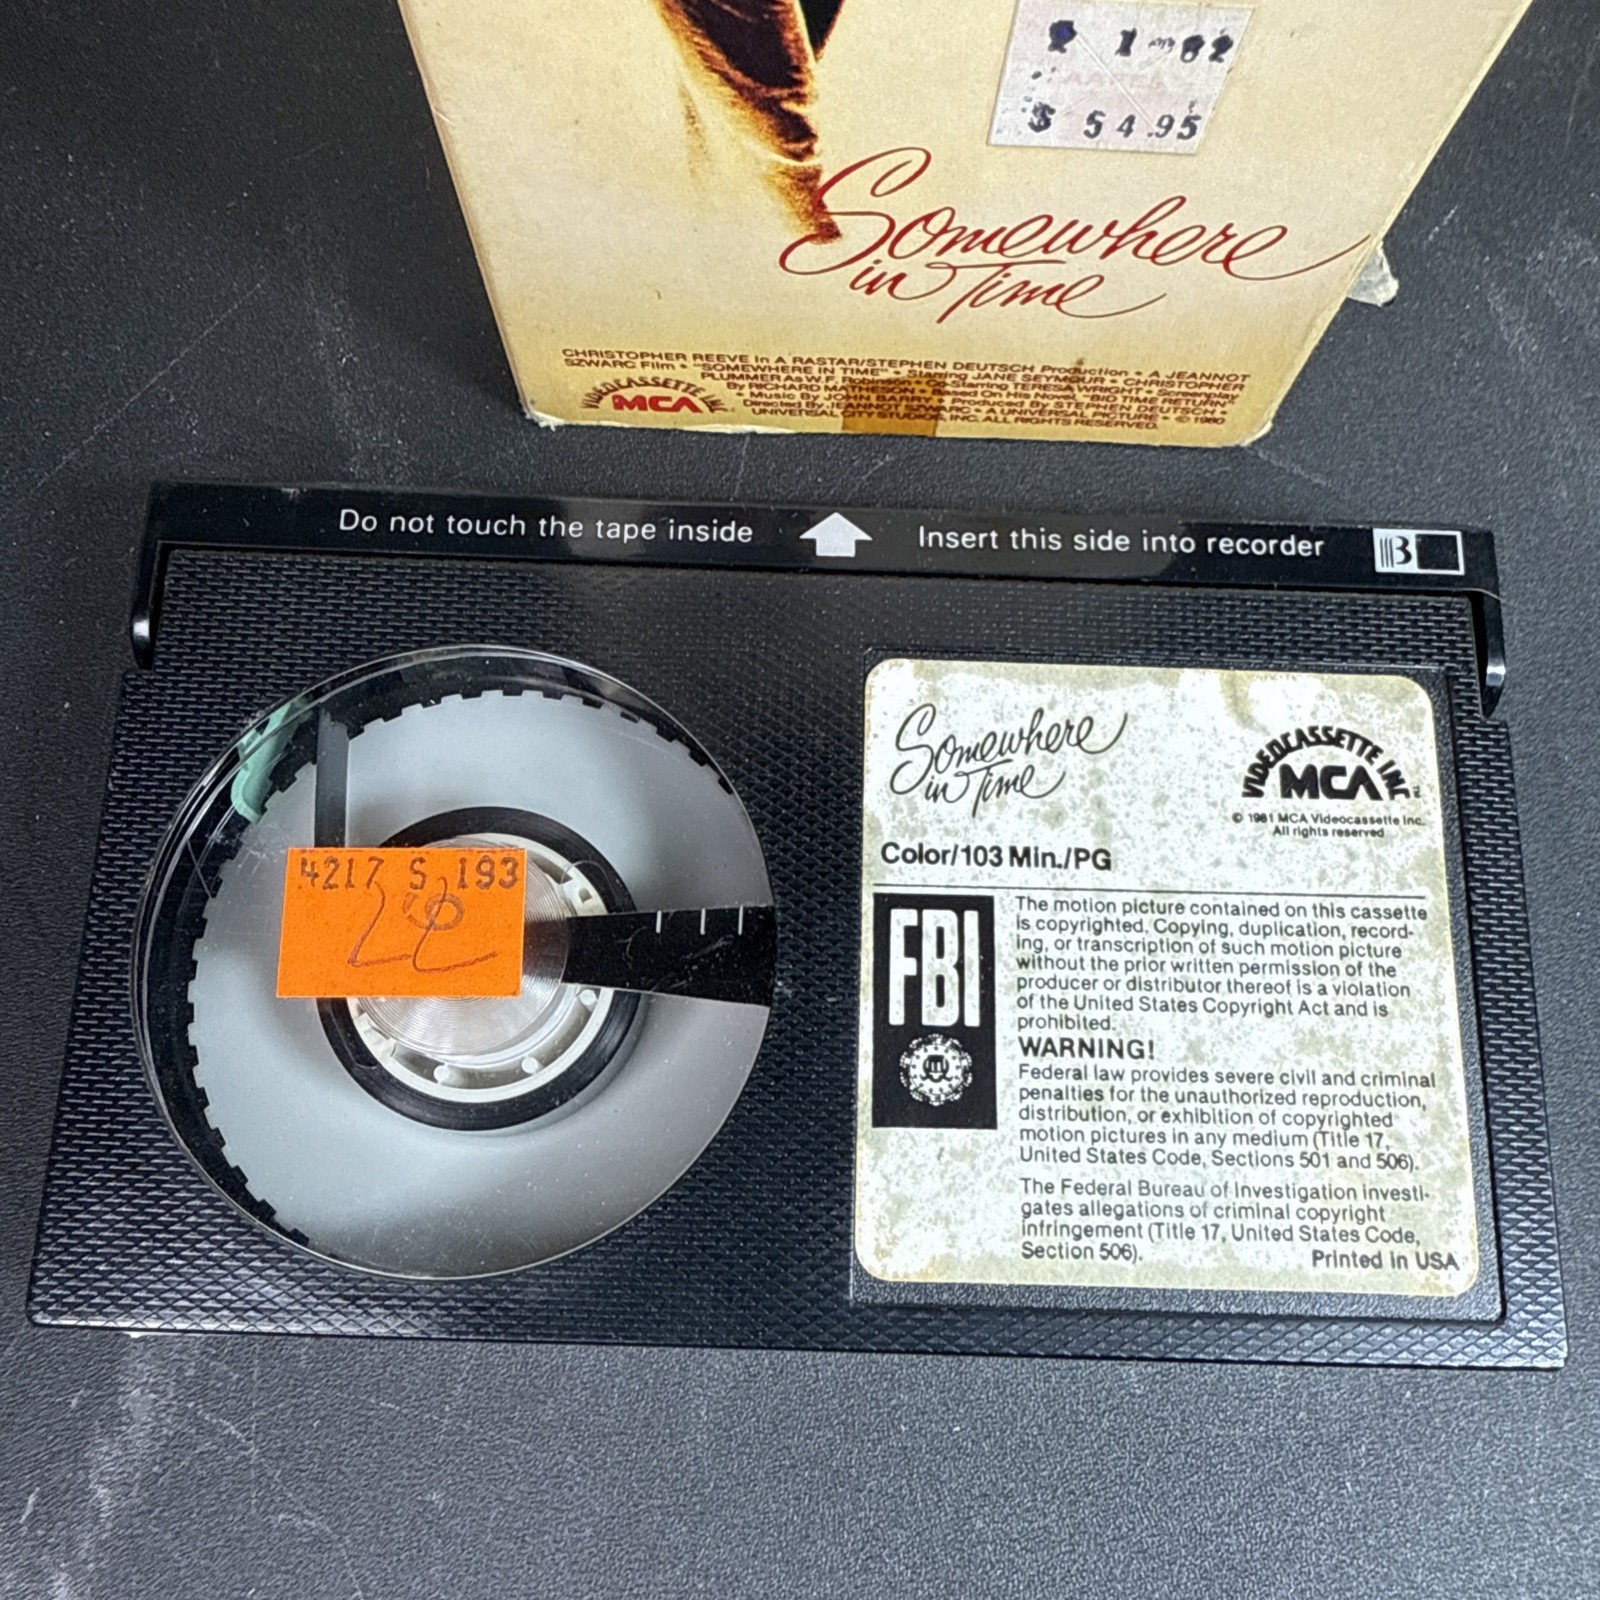 $ 54.95
Somewhere
in Time
CHRISTOPHER REEVE In A RASTAR/STEPHEN DEUTSCH Production • A JEANNOT
SZWARC Film • "SOMEWHERE IN TIME" • Starring JANE SEYMOUR • CHRISTOPHER
PLUMMER As W.F. Robinson • Co-Starring TERESA WRIGHT • Screenplay
By RICHARD MATHESON • Based On His Novel "BID TIME RETURN"
• Music By JOHN BARRY • Produced By STEPHEN DEUTSCH •
Directed By JEANNOT SZWARC • A UNIVERSAL PICTURE • © 1980
UNIVERSAL CITY STUDIOS, INC. ALL RIGHTS RESERVED.
VIDEOCASSETTE INC.
MCA
Do not touch the tape inside
Insert this side into recorder
B
4217 S 193
Somewhere
in Time
VIDEOCASSETTE INC.
MCA
© 1981 MCA Videocassette Inc.
All rights reserved
Color/103 Min./PG
FBI
The motion picture contained on this cassette
is copyrighted. Copying, duplication, record-
ing, or transcription of such motion picture
without the prior written permission of the
producer or distributor thereof is a violation
of the United States Copyright Act and is
prohibited.
WARNING!
Federal law provides severe civil and criminal
penalties for the unauthorized reproduction,
distribution, or exhibition of copyrighted
motion pictures in any medium (Title 17,
United States Code, Sections 501 and 506).
The Federal Bureau of Investigation investi-
gates allegations of criminal copyright
infringement (Title 17, United States Code,
Section 506).
Printed in USA